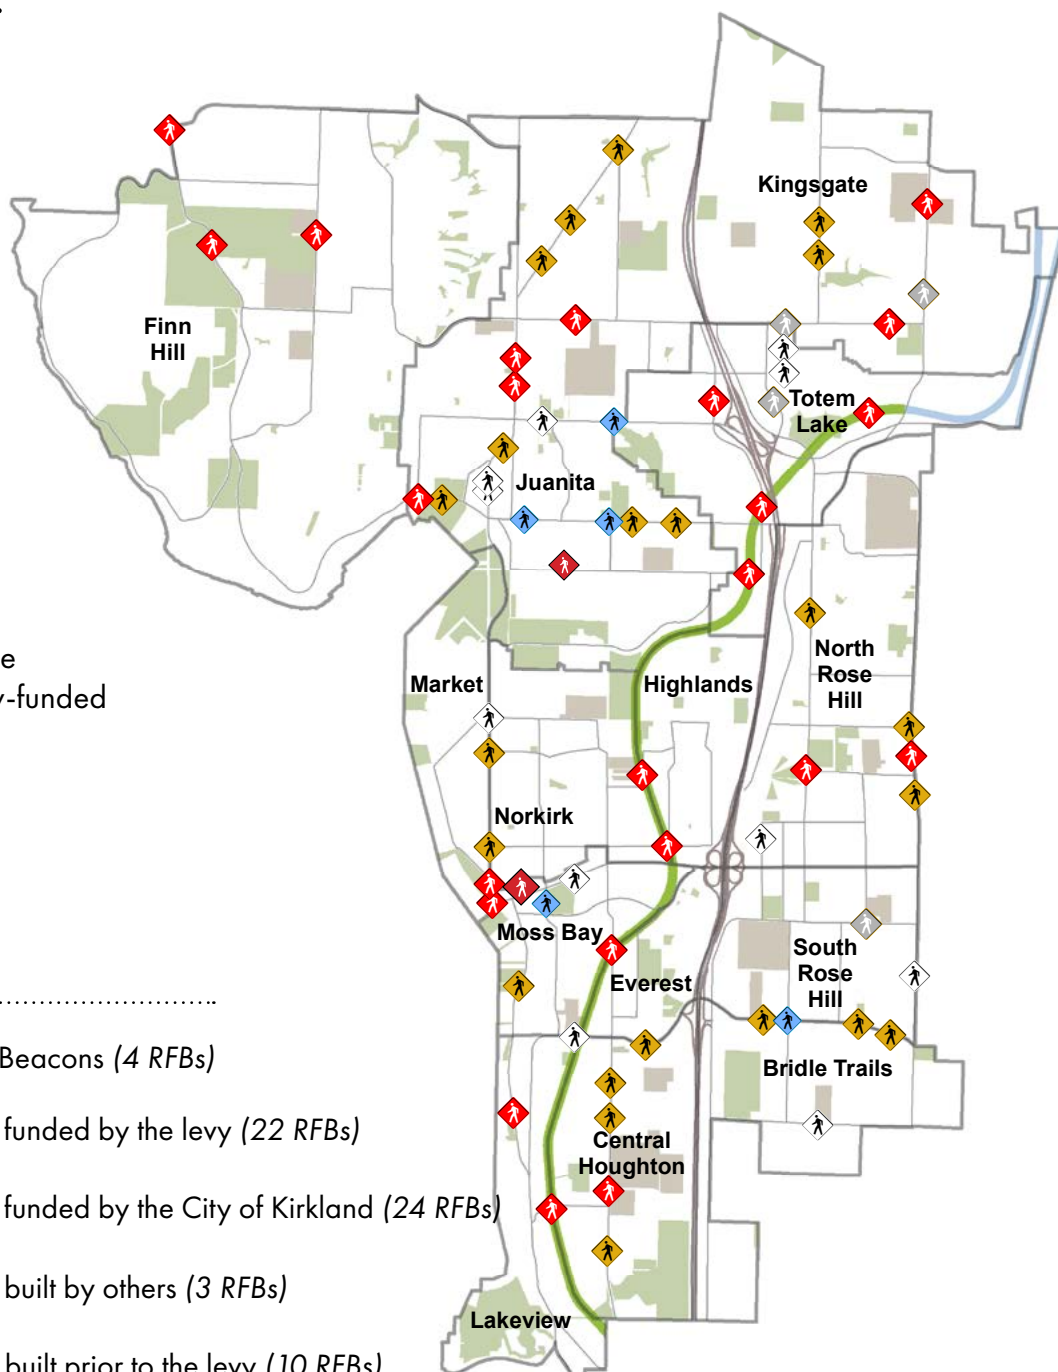 Kingsgate
Finn
Hill
Totem
Lake
Juanita
e
y-funded
Market
Highlands
North
Rose
Hill
Norkirk
Moss Bay
Everest
South
Rose
Hill
Beacons (4 RFBs)
Bridle Trails
funded by the levy (22 RFBs)
Central
Houghton
funded by the City of Kirkland (24 RFBs)
built by others (3 RFBs)
Lakeview
built prior to the levy (10 RFBs)